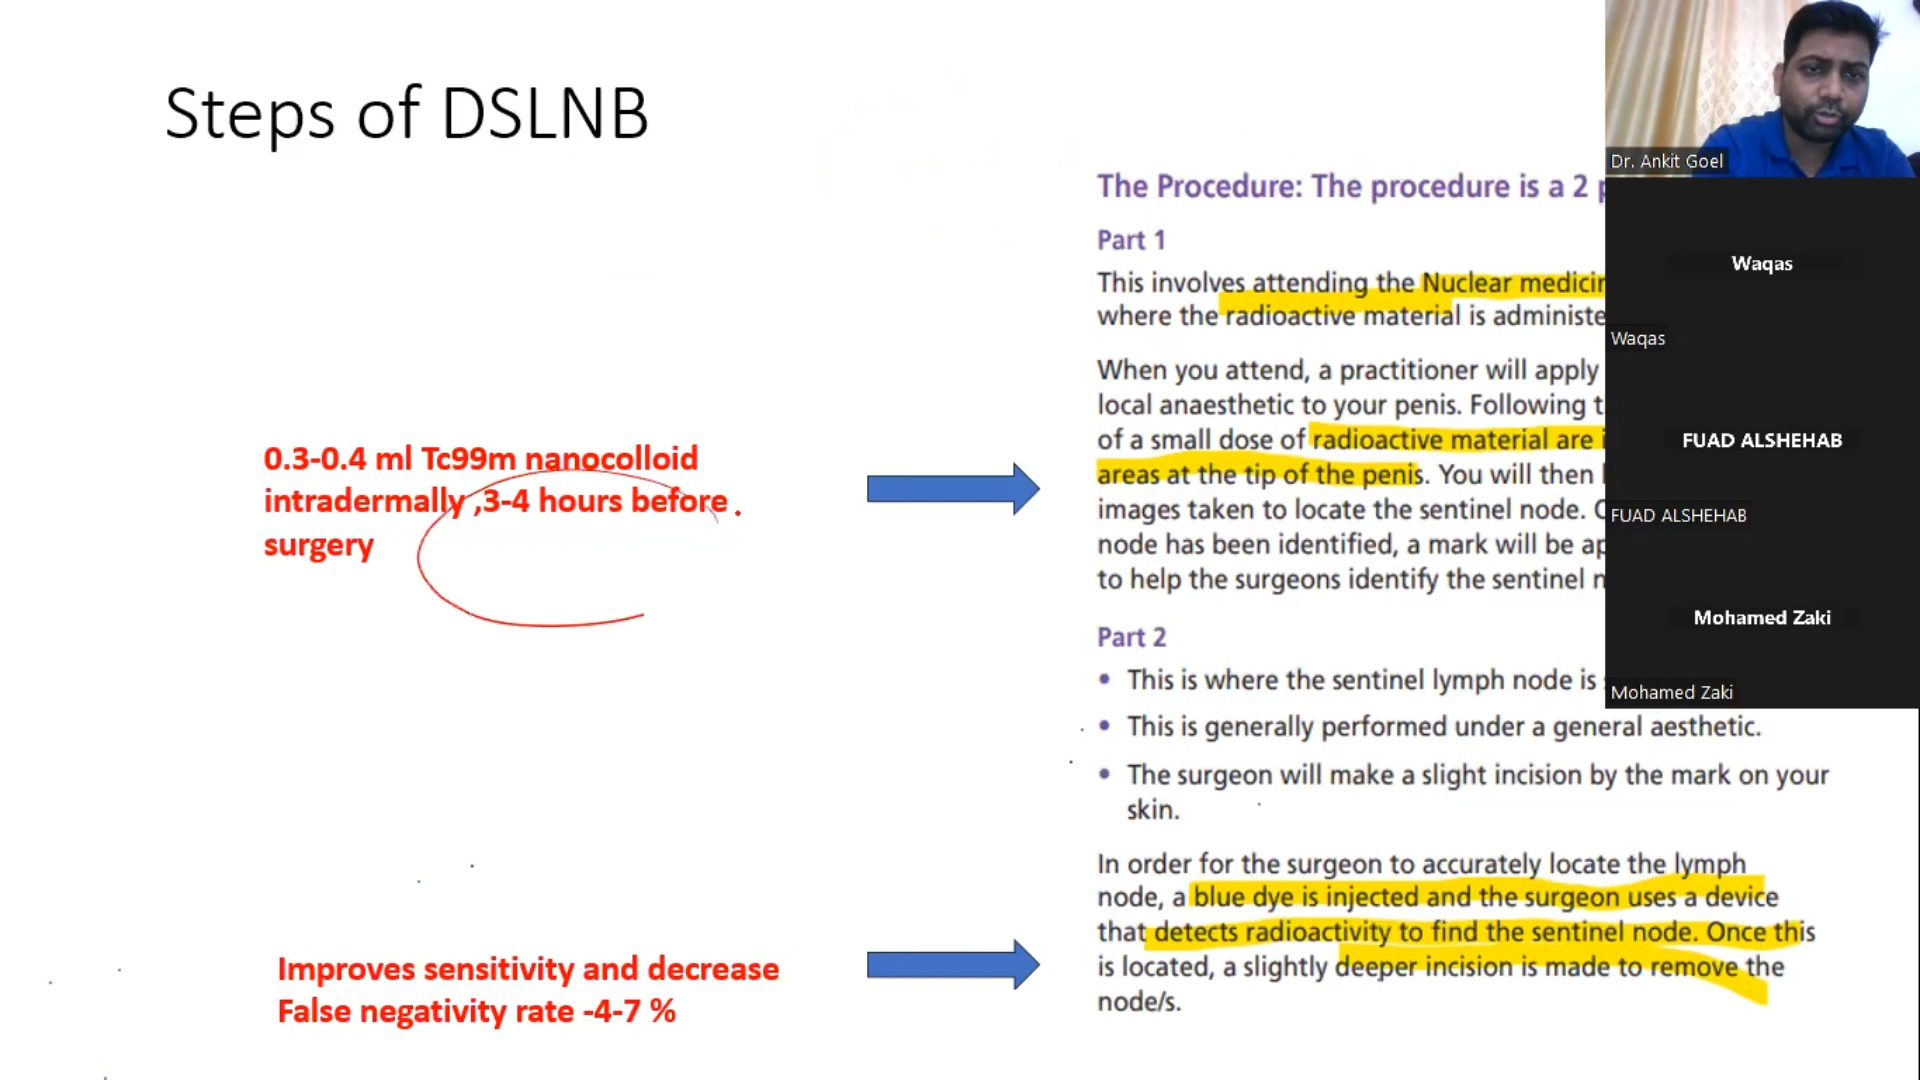 Steps of DSLNB
0.3-0.4 ml Tc99m nanocolloid
intradermally ,3-4 hours before
surgery
Improves sensitivity and decrease
False negativity rate -4-7 %
The Procedure: The procedure is a 2
Part 1
This involves attending the Nuclear
where the radioactive material is
When you attend, a practitioner will apply
local anaesthetic to your penis. Following
of a small dose of radioactive material are
areas at the tip of the penis. You will then
images taken to locate the sentinel node.
node has been identified, a mark will be
to help the surgeons identify the sentinel
Part 2
• This is where the sentinel lymph node is
• This is generally performed under a general aesthetic.
• The surgeon will make a slight incision by the mark on your
skin.
In order for the surgeon to accurately locate the lymph
node, a blue dye is injected and the surgeon uses a device
that detects radioactivity to find the sentinel node. Once this
is located, a slightly deeper incision is made to remove the
node/s.
Dr. Ankit Goel
Waqas
Waqas
FUAD ALSHEHAB
FUAD ALSHEHAB
Mohamed Zaki
Mohamed Zaki